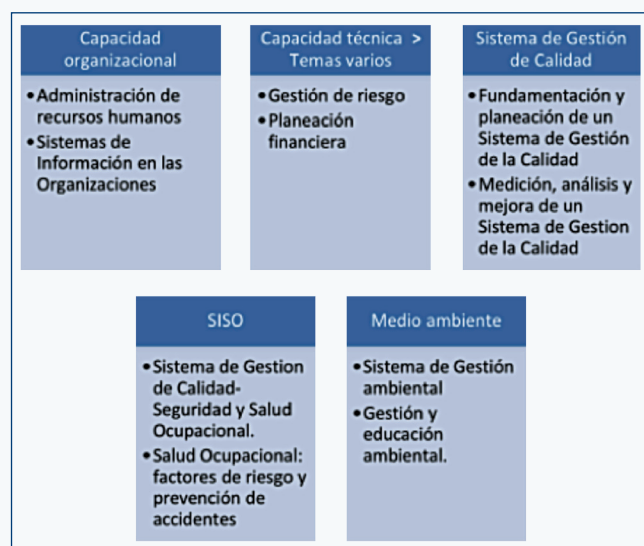 Capacidad
organizacional
•Administración de
recursos humanos
•Sistemas de
Información en las
Organizaciones
Capacidad técnica >
Temas varios
•Gestión de riesgo
•Planeación
financiera
Sistema de Gestión
de Calidad
•Fundamentación y
planeación de un
Sistema de Gestión
de la Calidad
•Medición, análisis y
mejora de un
Sistema de Gestion
de la Calidad
SISO
•Sistema de Gestion
de Calidad-
Seguridad y Salud
Ocupacional.
•Salud Ocupacional:
factores de riesgo y
prevención de
accidentes
Medio ambiente
•Sistema de Gestión
ambiental
•Gestión y
educación
ambiental.